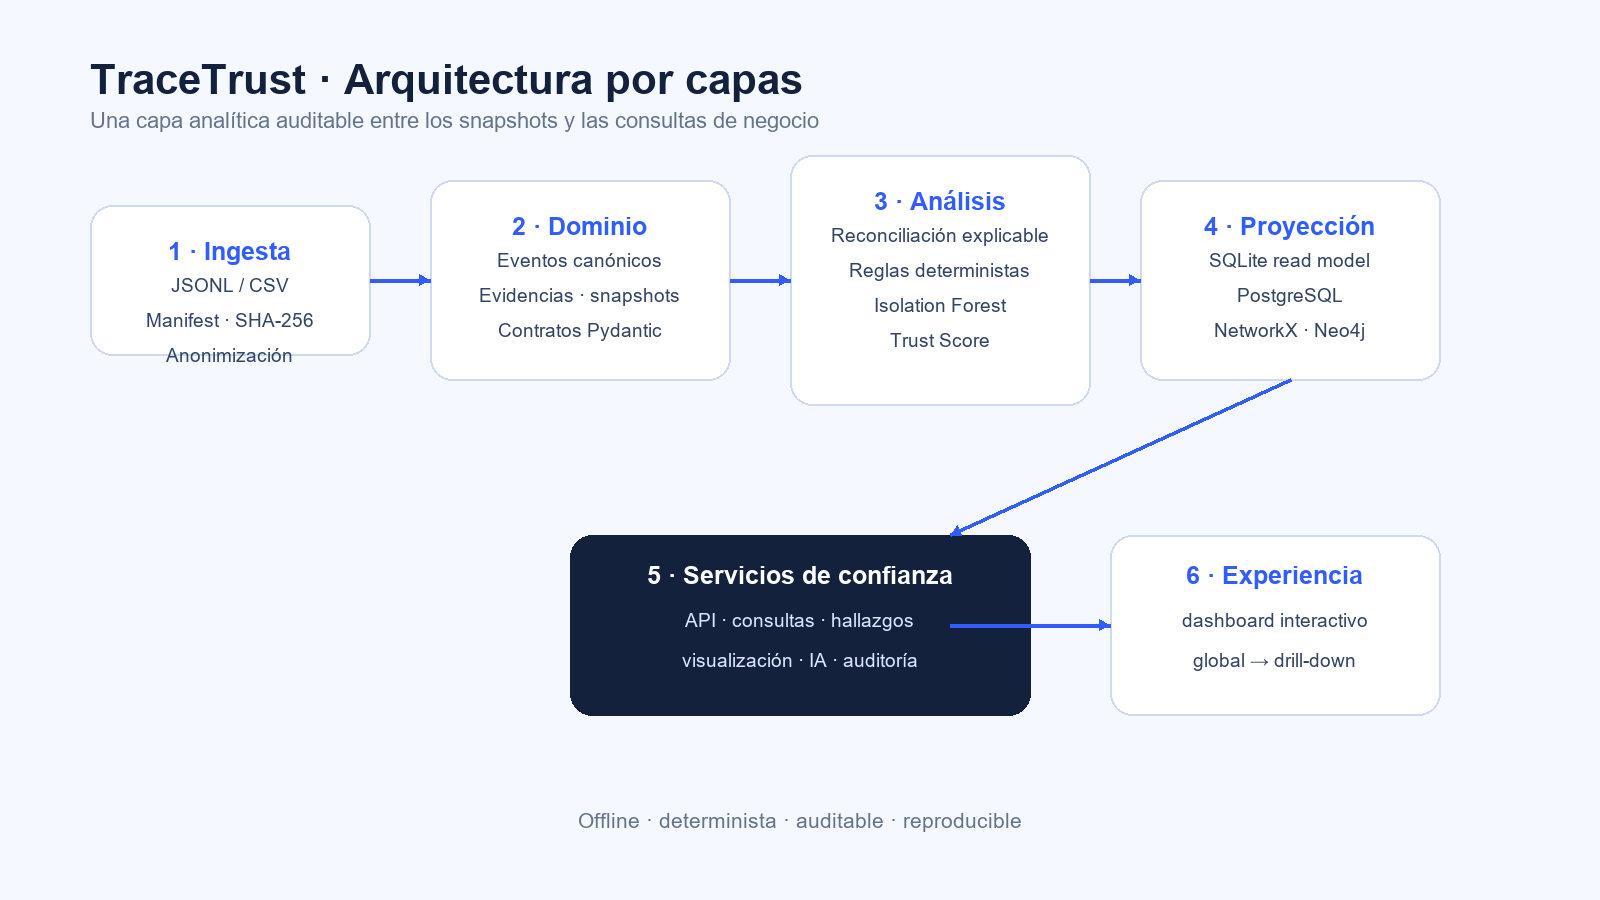 TraceTrust · Arquitectura por capas
Una capa analítica auditable entre los snapshots y las consultas de negocio
1 · Ingesta
JSONL / CSV
Manifest · SHA-256
Anonimización
2 · Dominio
Eventos canónicos
Evidencias · snapshots
Contratos Pydantic
3 · Análisis
Reconciliación explicable
Reglas deterministas
Isolation Forest
Trust Score
4 · Proyección
SQLite read model
PostgreSQL
NetworkX · Neo4j
5 · Servicios de confianza
API · consultas · hallazgos
visualización · IA · auditoría
6 · Experiencia
dashboard interactivo
global → drill-down
Offline · determinista · auditable · reproducible